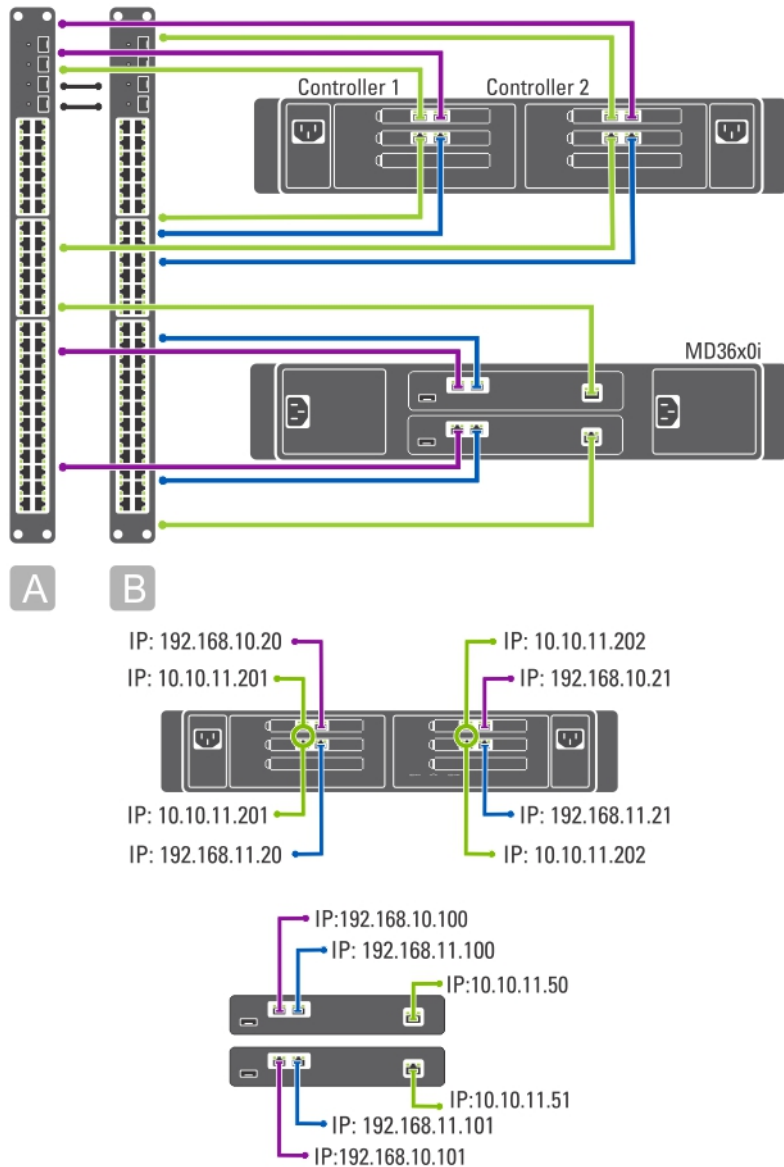 Controller 1
Controller 2
MD36x0i
A
B
IP: 192.168.10.20
IP: 10.10.11.202
IP: 10.10.11.201
IP: 192.168.10.21
IP: 10.10.11.201
IP: 192.168.11.21
IP: 192.168.11.20
IP: 10.10.11.202
IP:192.168.10.100
IP: 192.168.11.100
IP:10.10.11.50
IP:10.10.11.51
IP: 192.168.11.101
IP:192.168.10.101